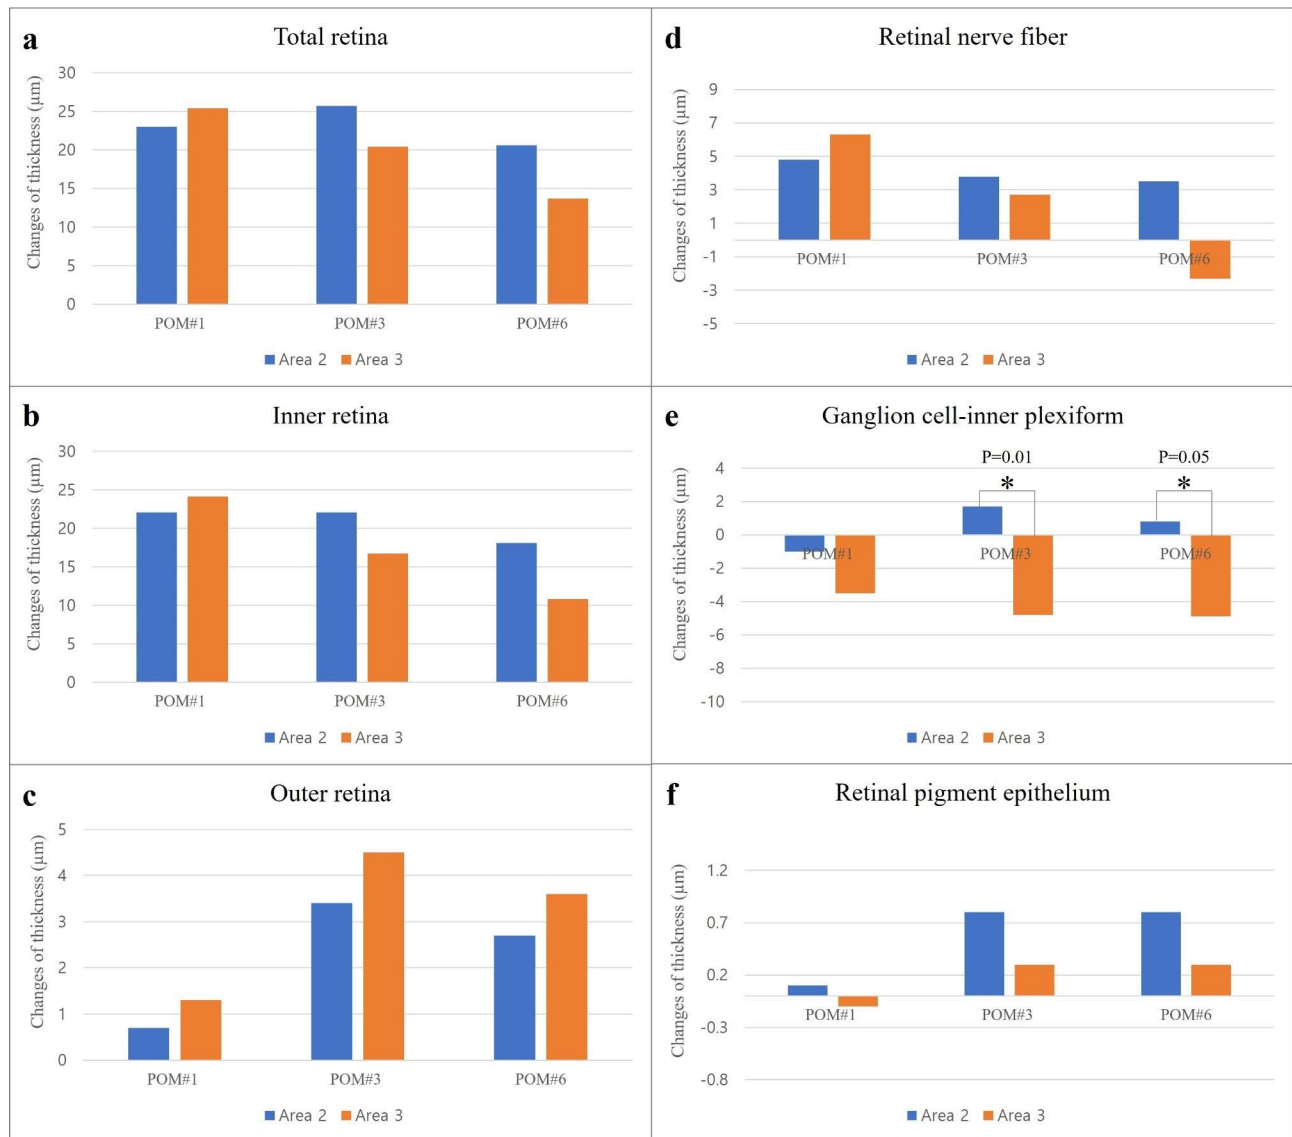 a Total retina
Changes of thickness (μm)
30
25
20
15
10
5
0
POM#1 POM#3 POM#6
Area 2 Area 3
b Inner retina
Changes of thickness (μm)
30
25
20
15
10
5
0
POM#1 POM#3 POM#6
Area 2 Area 3
c Outer retina
Changes of thickness (μm)
5
4
3
2
1
0
POM#1 POM#3 POM#6
Area 2 Area 3
d Retinal nerve fiber
Changes of thickness (μm)
9
7
5
3
1
-1
-3
-5
POM#1 POM#3 POM#6
Area 2 Area 3
e Ganglion cell-inner plexiform
P=0.01 P=0.05
* *
Changes of thickness (μm)
4
2
0
-2
-4
-6
-8
-10
POM#1 POM#3 POM#6
Area 2 Area 3
f Retinal pigment epithelium
Changes of thickness (μm)
1.2
0.7
0.2
-0.3
-0.8
POM#1 POM#3 POM#6
Area 2 Area 3